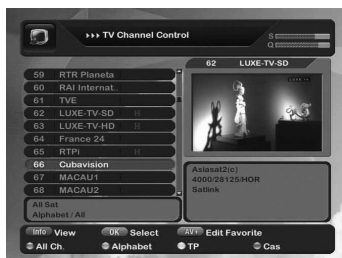 TV Channel Control
S
Q
62 LUXE-TV-SD
59 RTR Planeta
60 RAI Internat..
61 TVE
62 LUXE-TV-SD H
63 LUXE-TV-HD H
64 France 24
65 RTPi H
66 Cubavision
67 MACAU1
68 MACAU2
Asiasat2(c)
4000/28125/HOR
Satlink
All Sat
Alphabet / All
Info View OK Select AV+ Edit Favorite
All Ch. Alphabet TP Cas